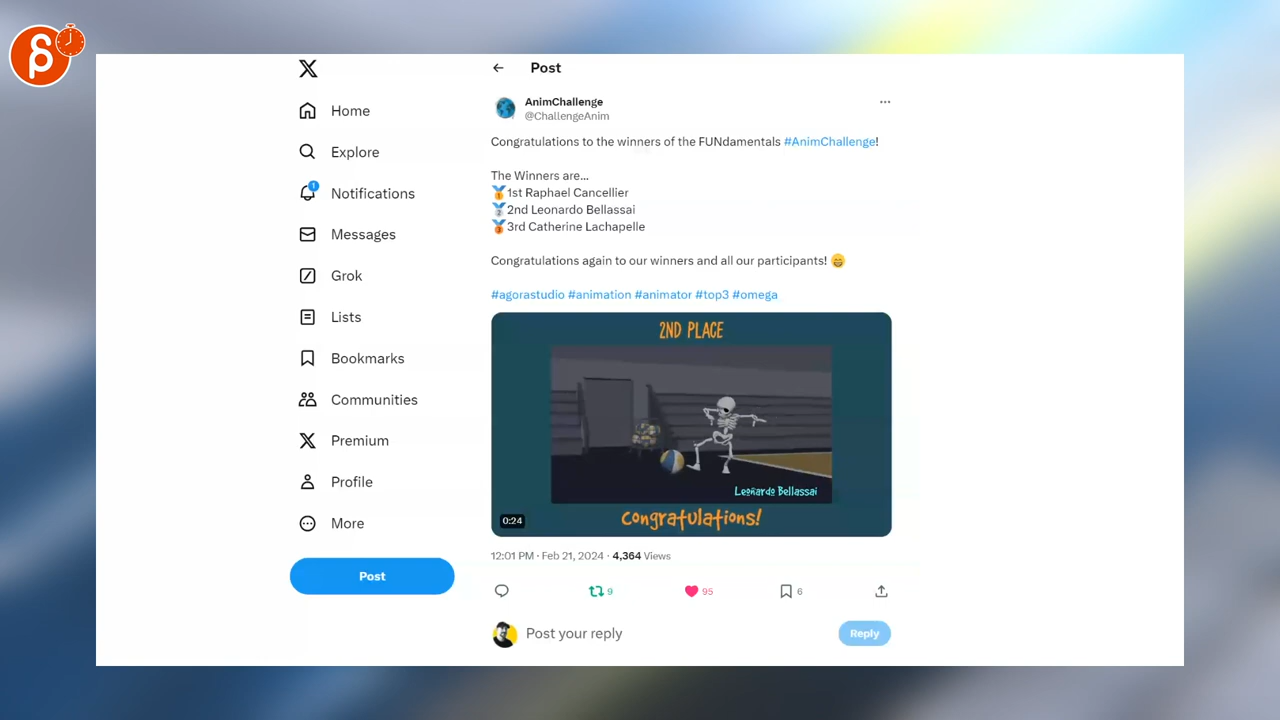 Post
AnimChallenge
@ChallengeAnim
Home
Explore
1
Notifications
Messages
Grok
Lists
Bookmarks
Communities
Premium
Profile
More
Post
Congratulations to the winners of the FUNdamentals #AnimChallenge!
The Winners are...
🥇1st Raphael Cancellier
🥈2nd Leonardo Bellassai
🥉3rd Catherine Lachapelle
Congratulations again to our winners and all our participants! 😄
#agorastudio #animation #animator #top3 #omega
2ND PLACE
Leonardo Bellassai
Congratulations!
0:24
12:01 PM · Feb 21, 2024 · 4,364 Views
9 95 6
Post your reply
Reply